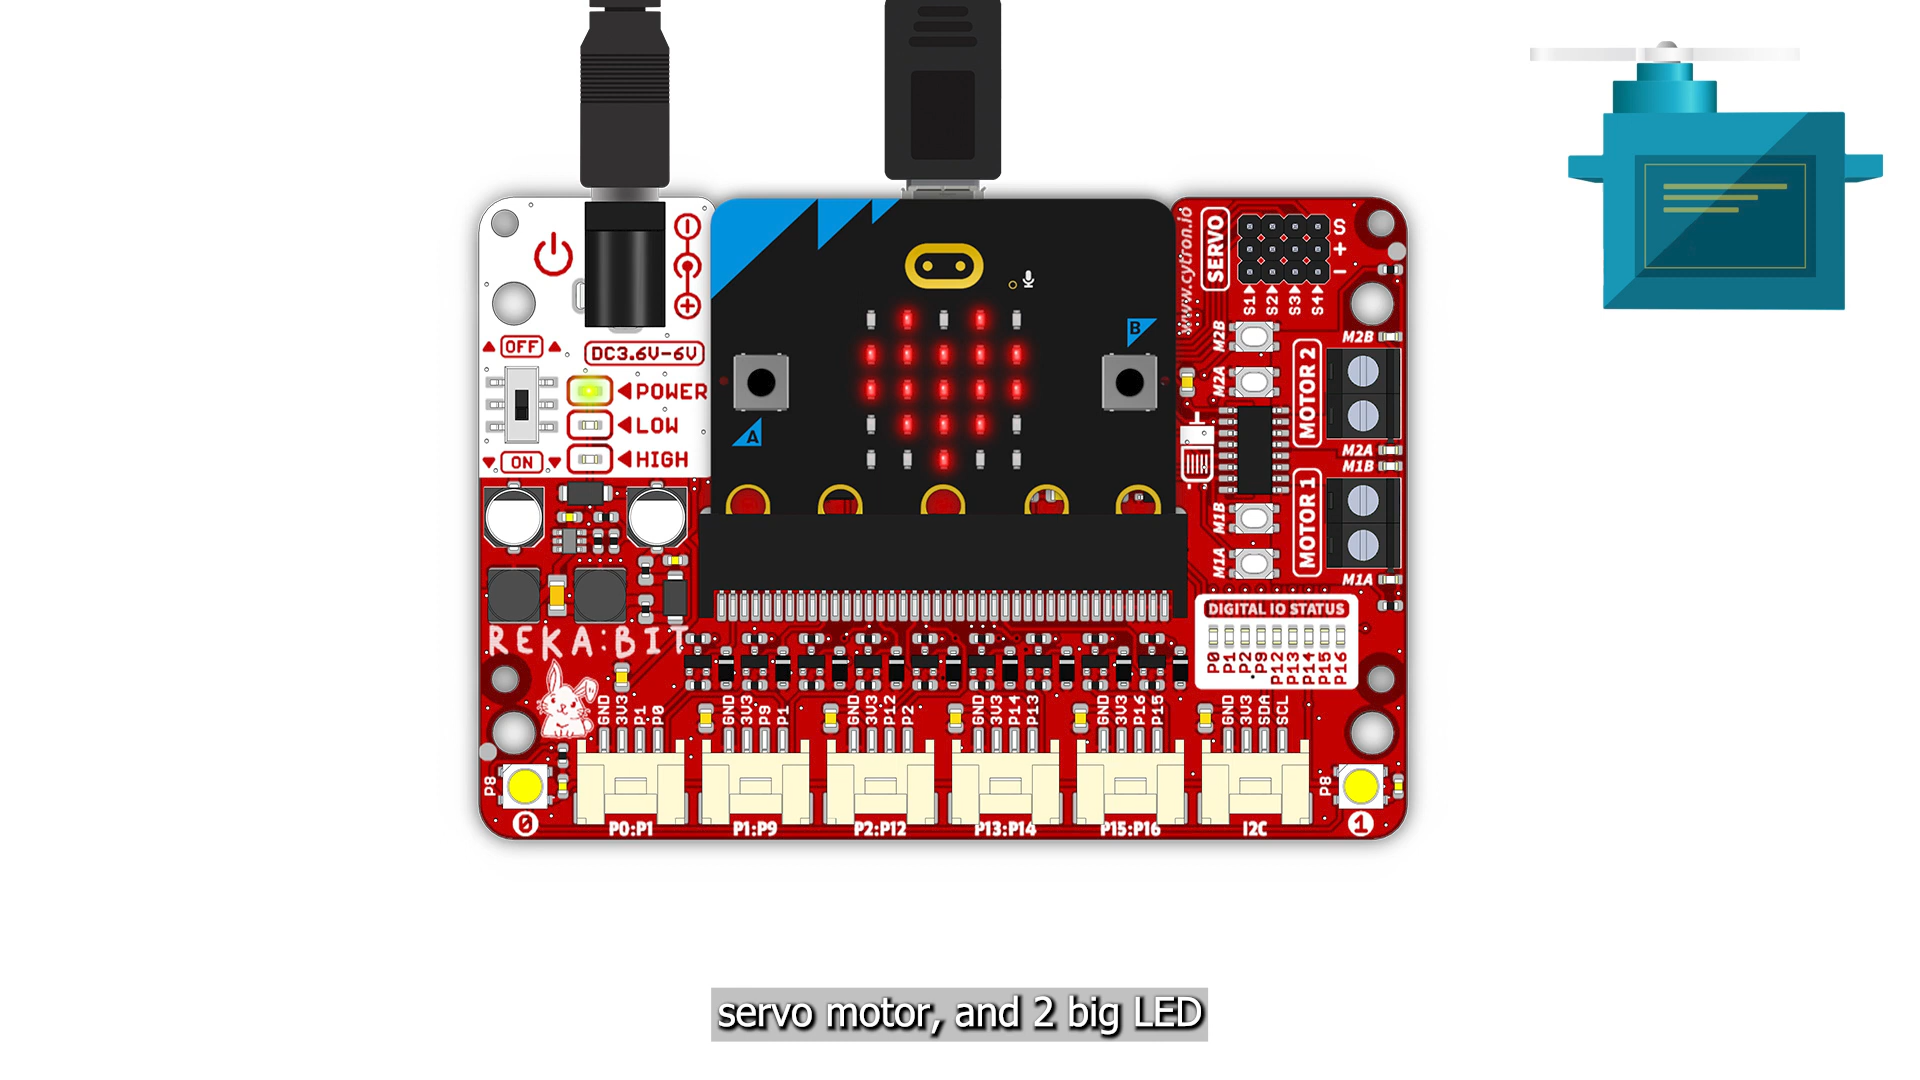 SERVO
www.cytron.io
S
+
−
S1 S2 S3 S4
OFF
DC3.6V-6V
POWER
LOW
ON
HIGH
A
B
M2B
M2A
MOTOR 2
M2B
M2A
M1B
MOTOR 1
M1B
M1A
M1A
REKA:BIT
DIGITAL IO STATUS
P0 P1 P2 P9 P12 P13 P14 P15 P16
GND 3V3 P1 P0
GND 3V3 P9 P1
GND 3V3 P12 P2
GND 3V3 P14 P13
GND 3V3 P16 P15
GND 3V3 SDA SCL
P8
P8
0 P0:P1 P1:P9 P2:P12 P13:P14 P15:P16 I2C 1
servo motor, and 2 big LED